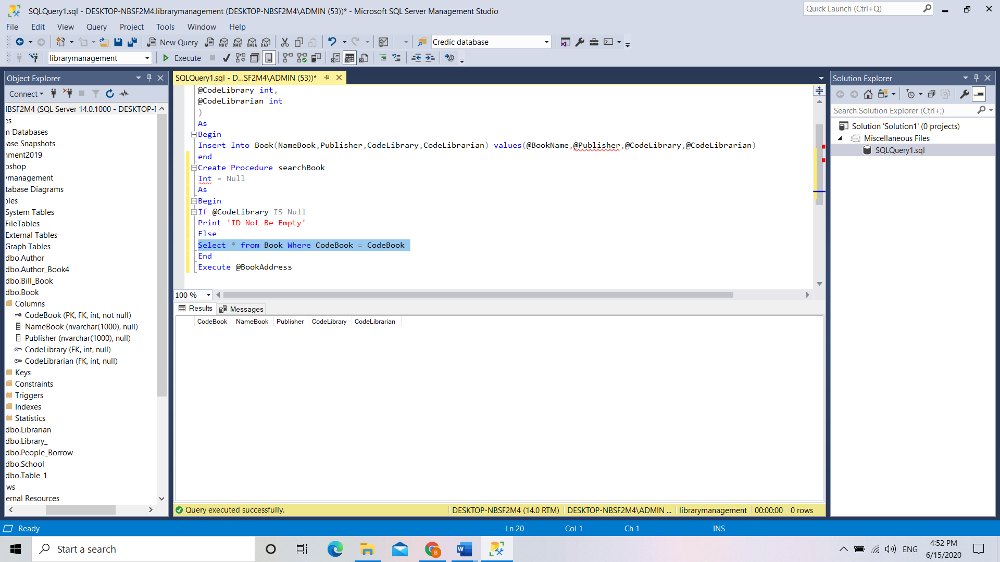 SQLQuery1.sql - DESKTOP-NBSF2M4.librarymanagement (DESKTOP-NBSF2M4\ADMIN (53))* - Microsoft SQL Server Management Studio
Quick Launch (Ctrl+Q)
File Edit View Query Project Tools Window Help
New Query MDX DMX XMLA DAX Credic database
librarymanagement Execute
Object Explorer
Connect
IBSF2M4 (SQL Server 14.0.1000 - DESKTOP-N
es
n Databases
base Snapshots
nment2019
oshop
ymanagement
tabase Diagrams
bles
System Tables
FileTables
External Tables
Graph Tables
dbo.Author
dbo.Author_Book4
dbo.Bill_Book
dbo.Book
Columns
CodeBook (PK, FK, int, not null)
NameBook (nvarchar(1000), null)
Publisher (nvarchar(1000), null)
CodeLibrary (FK, int, null)
CodeLibrarian (FK, int, null)
Keys
Constraints
Triggers
Indexes
Statistics
dbo.Librarian
dbo.Library_
dbo.People_Borrow
dbo.School
dbo.Table_1
ws
ernal Resources
SQLQuery1.sql - D...SF2M4\ADMIN (53))*
@CodeLibrary int,
@CodeLibrarian int
)
As
Begin
Insert Into Book(NameBook,Publisher,CodeLibrary,CodeLibrarian) values(@BookName,@Publisher,@CodeLibrary,@CodeLibrarian)
end
Create Procedure searchBook
Int = Null
As
Begin
If @CodeLibrary IS Null
Print 'ID Not Be Empty'
Else
Select * from Book Where CodeBook = CodeBook
End
Execute @BookAddress
100 %
Results Messages
CodeBook NameBook Publisher CodeLibrary CodeLibrarian
Query executed successfully. DESKTOP-NBSF2M4 (14.0 RTM) DESKTOP-NBSF2M4\ADMIN ... librarymanagement 00:00:00 0 rows
Solution Explorer
Search Solution Explorer (Ctrl+;)
Solution 'Solution1' (0 projects)
Miscellaneous Files
SQLQuery1.sql
Ready Ln 20 Col 1 Ch 1 INS
Start a search
B
W
ENG
4:52 PM
6/15/2020